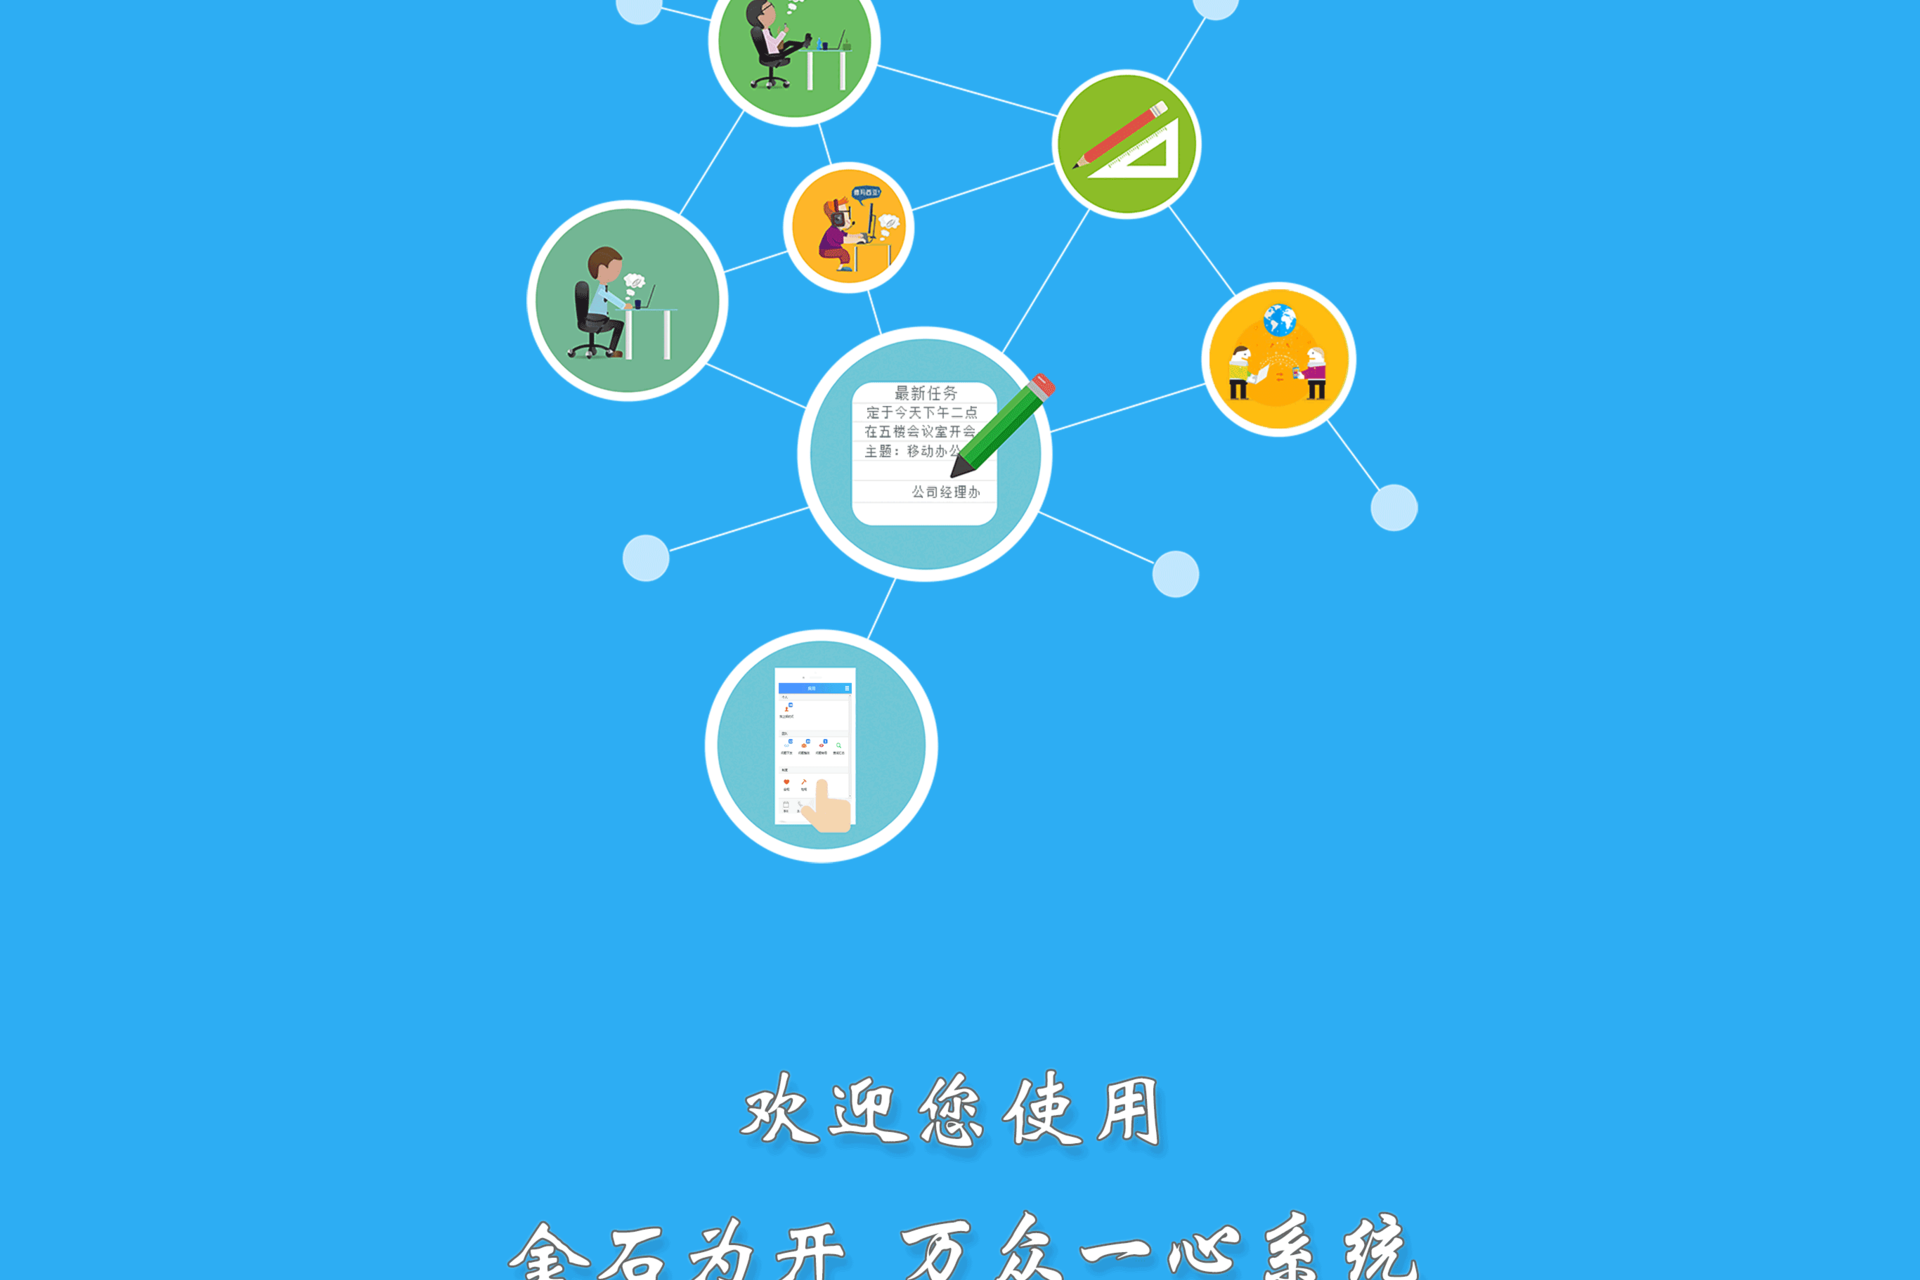 最新任务
定于今天下午二点
在五楼会议室开会
主题：移动办公
公司经理办
欢迎您使用
金石为开 万众一心系统